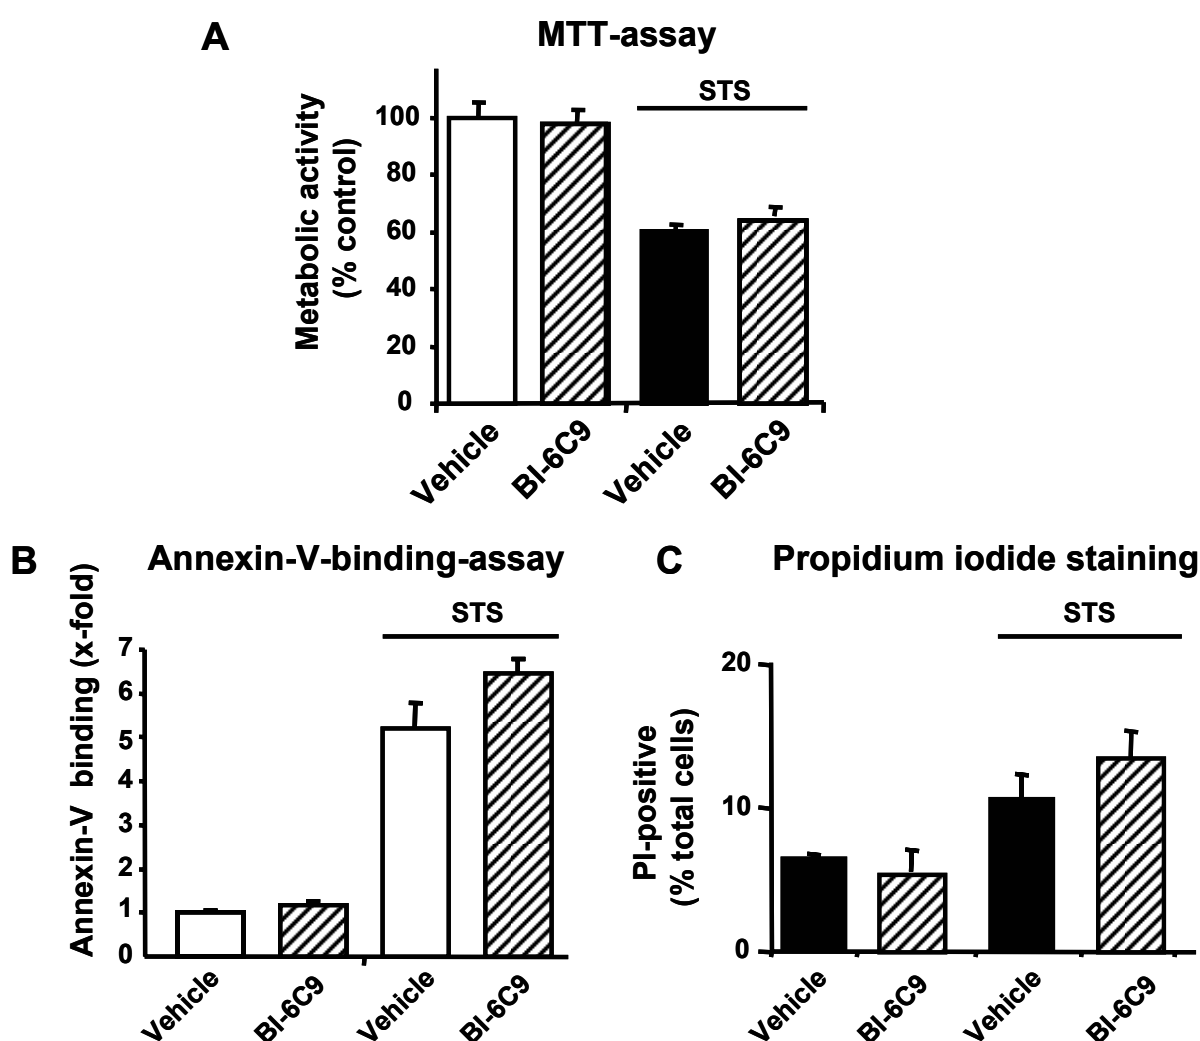 A
MTT-assay
STS
Metabolic activity
(% control)
100
80
60
40
20
0
Vehicle
BI-6C9
Vehicle
BI-6C9
B
Annexin-V-binding-assay
STS
Annexin-V binding (x-fold)
7
6
5
4
3
2
1
0
Vehicle
BI-6C9
Vehicle
BI-6C9
C
Propidium iodide staining
STS
PI-positive
(% total cells)
20
10
0
Vehicle
BI-6C9
Vehicle
BI-6C9